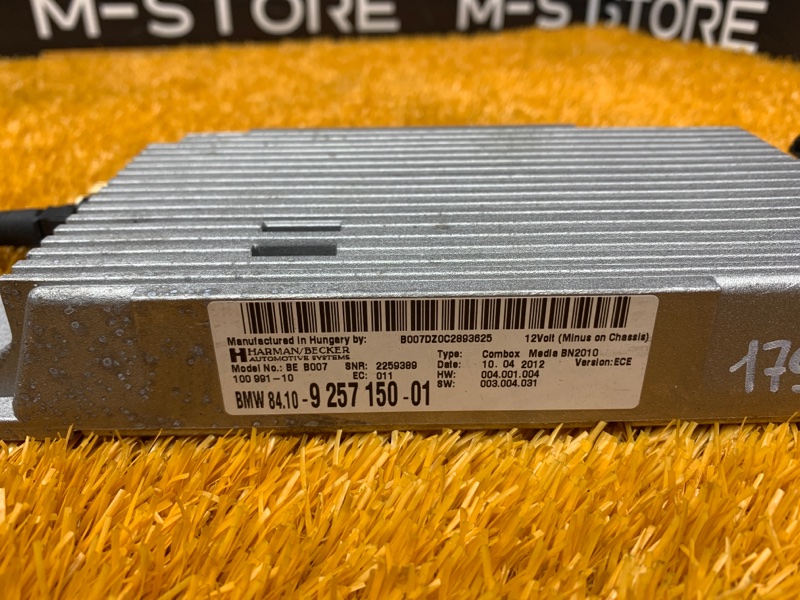 M-STORE M-STORE
Manufactured in Hungary by: B007DZ0C2893625 12Volt (Minus on Chassis)
HARMAN/BECKER
AUTOMOTIVE SYSTEMS
Type: Combox Media BN2010
Model No.: BE B007 SNR: 2259389 Date: 10. 04 2012 Version: ECE
100 991-10 EC: 011 HW: 004.001.004
SW: 003.004.031
BMW 84.10-9 257 150-01